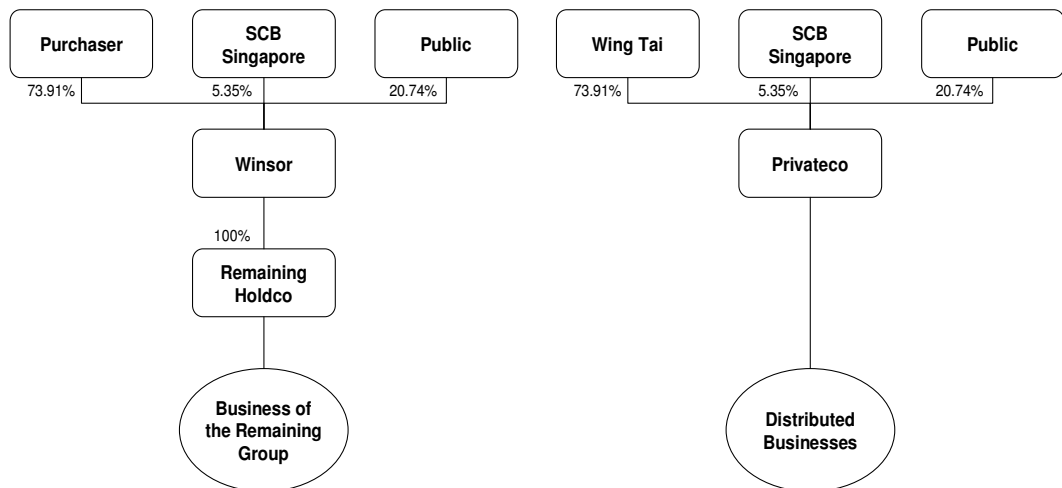 Purchaser
SCB
Singapore
Public
Wing Tai
SCB
Singapore
Public
73.91%
5.35%
20.74%
73.91%
5.35%
20.74%
Winsor
Privateco
100%
Remaining
Holdco
Business of
the Remaining
Group
Distributed
Businesses